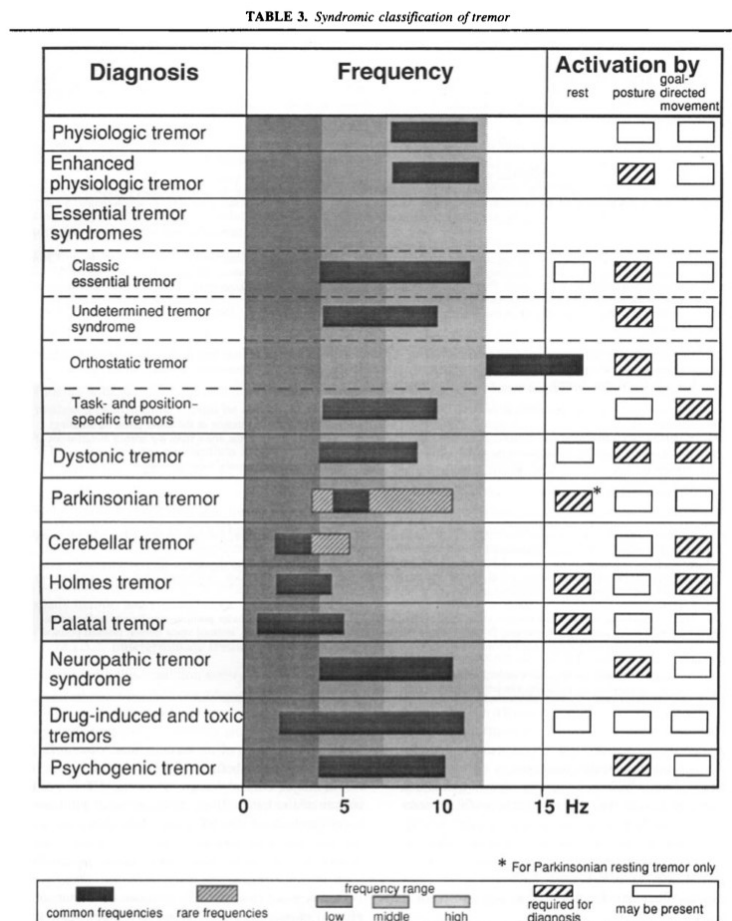 TABLE 3. Syndromic classification of tremor
Diagnosis
Frequency
Activation by
rest
posture
goal-
directed
movement
Physiologic tremor
Enhanced
physiologic tremor
Essential tremor
syndromes
Classic
essential tremor
Undetermined tremor
syndrome
Orthostatic tremor
Task- and position-
specific tremors
Dystonic tremor
Parkinsonian tremor
*
Cerebellar tremor
Holmes tremor
Palatal tremor
Neuropathic tremor
syndrome
Drug-induced and toxic
tremors
Psychogenic tremor
0 5 10 15 Hz
* For Parkinsonian resting tremor only
frequency range
common frequencies
rare frequencies
low
middle
high
required for
diagnosis
may be present